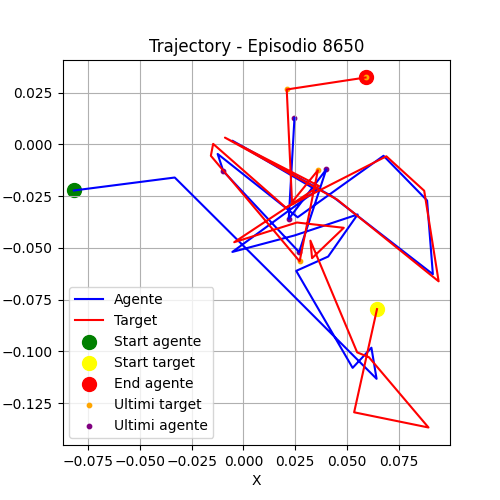 Trajectory - Episodio 8650
0.025
0.000
−0.025
−0.050
−0.075
−0.100
−0.125
Agente
Target
Start agente
Start target
End agente
Ultimi target
Ultimi agente
−0.075 −0.050 −0.025 0.000 0.025 0.050 0.075
X